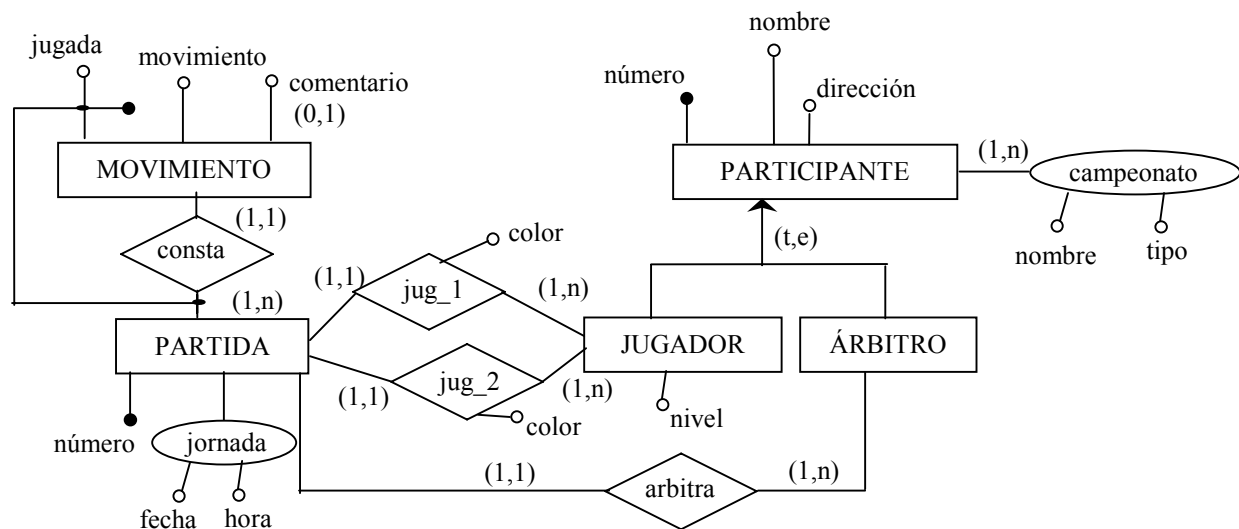 nombre
jugada
movimiento
número
comentario
(0,1)
dirección
MOVIMIENTO
PARTICIPANTE
(1,n)
campeonato
(1,1)
color
(t,e)
nombre
tipo
consta
(1,1)
jug_1
(1,n)
(1,n)
PARTIDA
JUGADOR
ÁRBITRO
(1,1)
jug_2
(1,n)
color
nivel
número
jornada
(1,1)
(1,n)
arbitra
fecha
hora